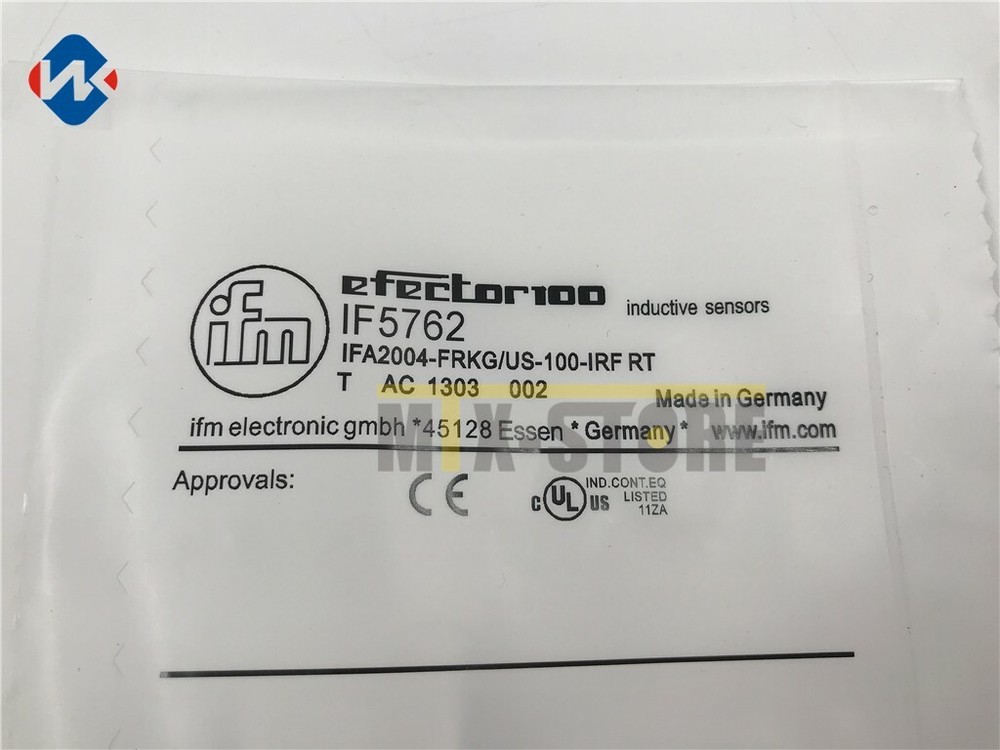 ifm
efector100
inductive sensors
IF5762
IFA2004-FRKG/US-100-IRF RT
T AC 1303 002
Made in Germany
ifm electronic gmbh *45128 Essen * Germany * www.ifm.com
MIX-STORE
Approvals:
CE
C UL US
IND.CONT.EQ
LISTED
11ZA